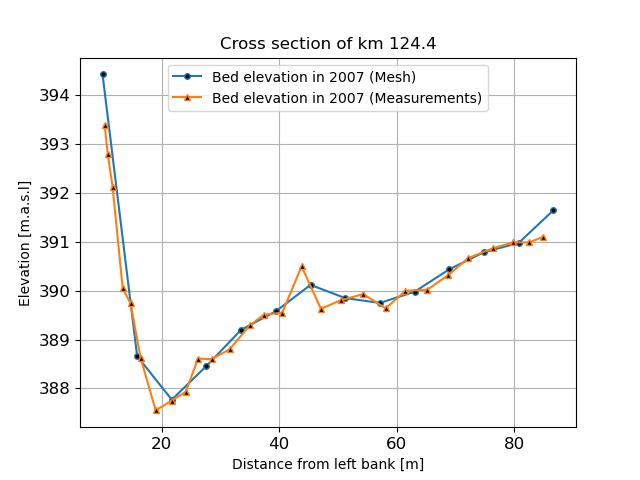 Cross section of km 124.4
Bed elevation in 2007 (Mesh)
Bed elevation in 2007 (Measurements)
Elevation [m.a.s.l]
394
393
392
391
390
389
388
20 40 60 80
Distance from left bank [m]